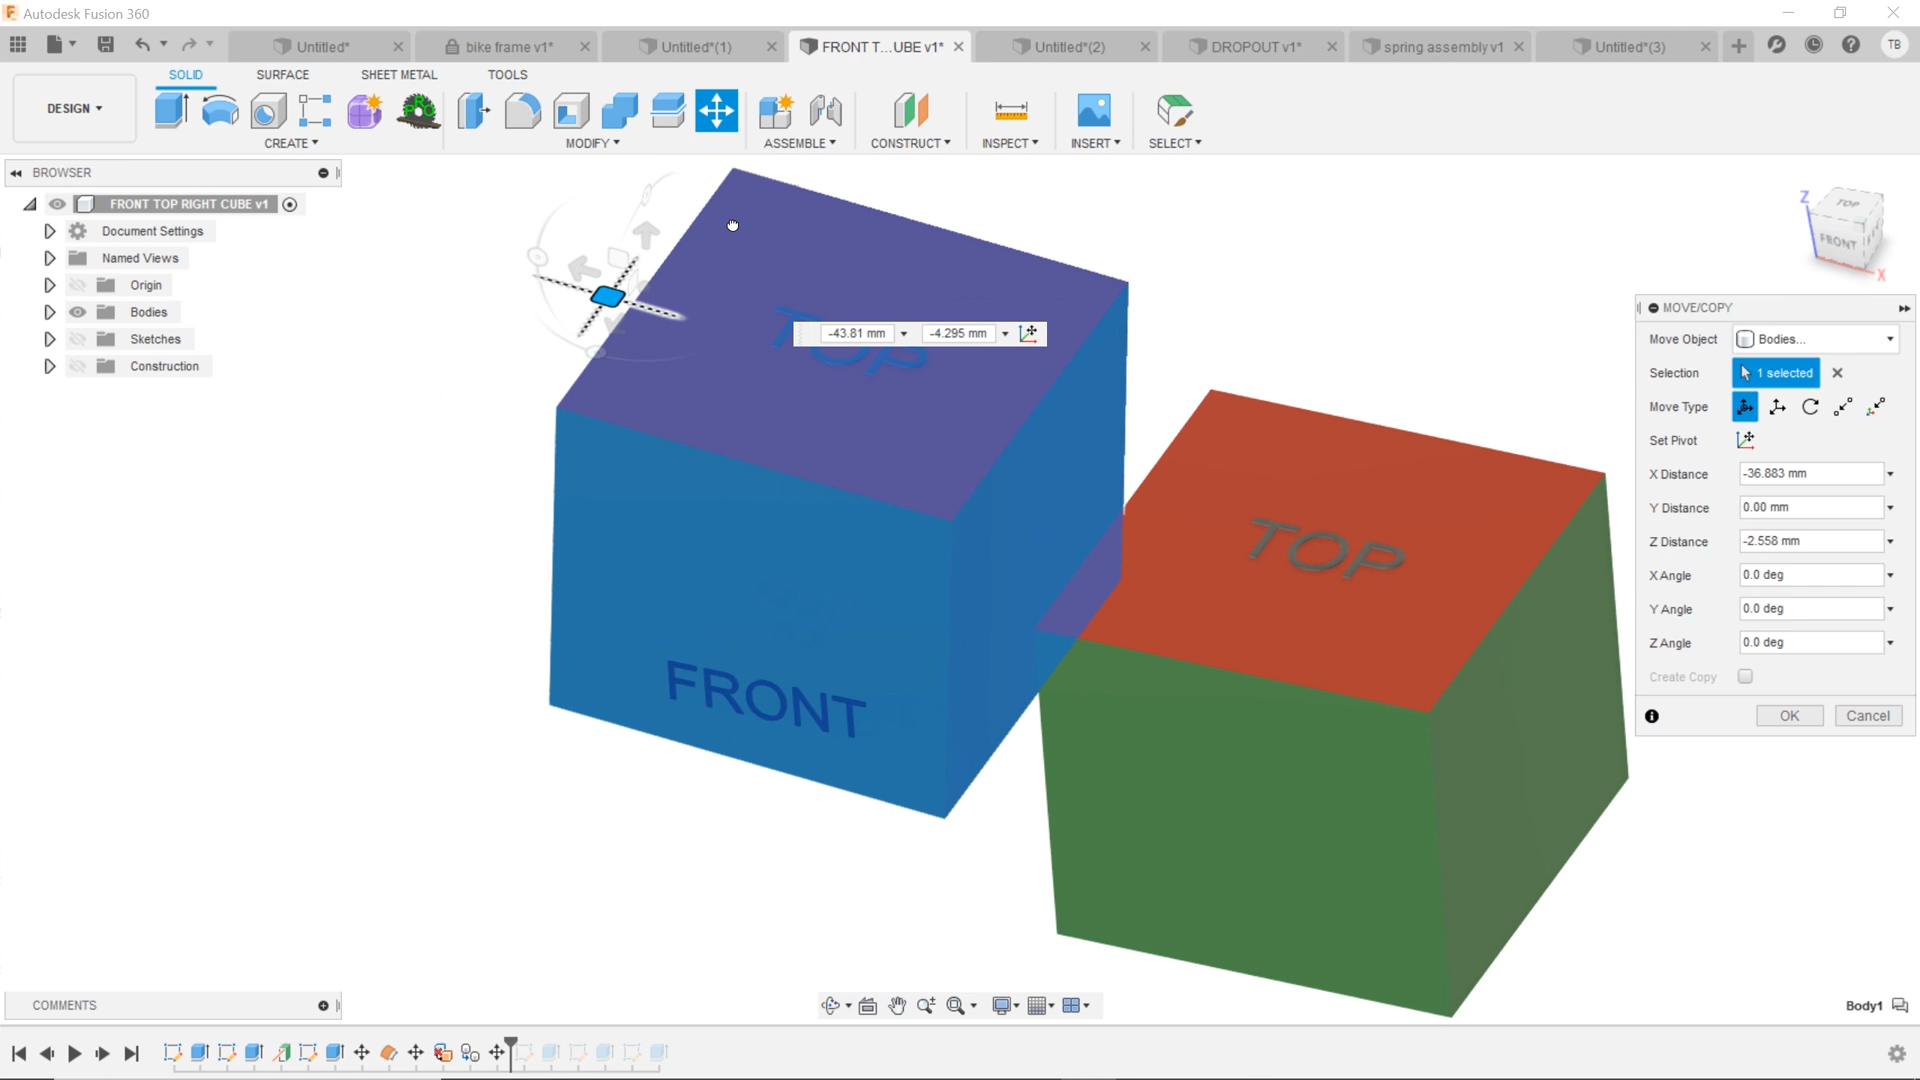 Autodesk Fusion 360
Untitled*
bike frame v1*
Untitled*(1)
FRONT T...UBE v1*
Untitled*(2)
DROPOUT v1*
spring assembly v1
Untitled*(3)
TB
DESIGN
SOLID
SURFACE
SHEET METAL
TOOLS
CREATE
MODIFY
ASSEMBLE
CONSTRUCT
INSPECT
INSERT
SELECT
BROWSER
FRONT TOP RIGHT CUBE v1
Document Settings
Named Views
Origin
Bodies
Sketches
Construction
TOP
-43.81 mm
-4.295 mm
FRONT
TOP
Z
TOP
FRONT
X
MOVE/COPY
Move Object Bodies...
Selection 1 selected
Move Type
Set Pivot
X Distance -36.883 mm
Y Distance 0.00 mm
Z Distance -2.558 mm
X Angle 0.0 deg
Y Angle 0.0 deg
Z Angle 0.0 deg
Create Copy
OK Cancel
COMMENTS
Body1